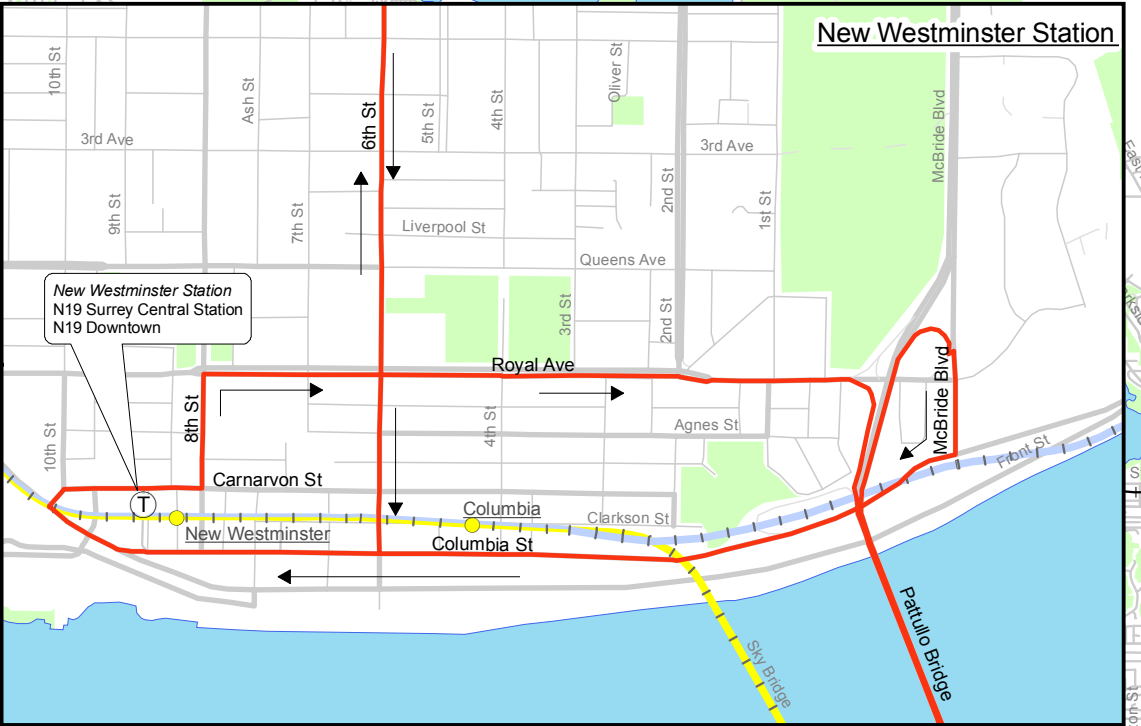 New Westminster Station
10th St
Ash St
6th St
5th St
4th St
Oliver St
McBride Blvd
3rd Ave
3rd Ave
9th St
7th St
2nd St
1st St
Liverpool St
Queens Ave
New Westminster Station
N19 Surrey Central Station
N19 Downtown
3rd St
2nd St
Royal Ave
McBride Blvd
8th St
10th St
4th St
Agnes St
Front St
Carnarvon St
T
Columbia
Clarkson St
New Westminster
Columbia St
Pattullo Bridge
Sky Bridge